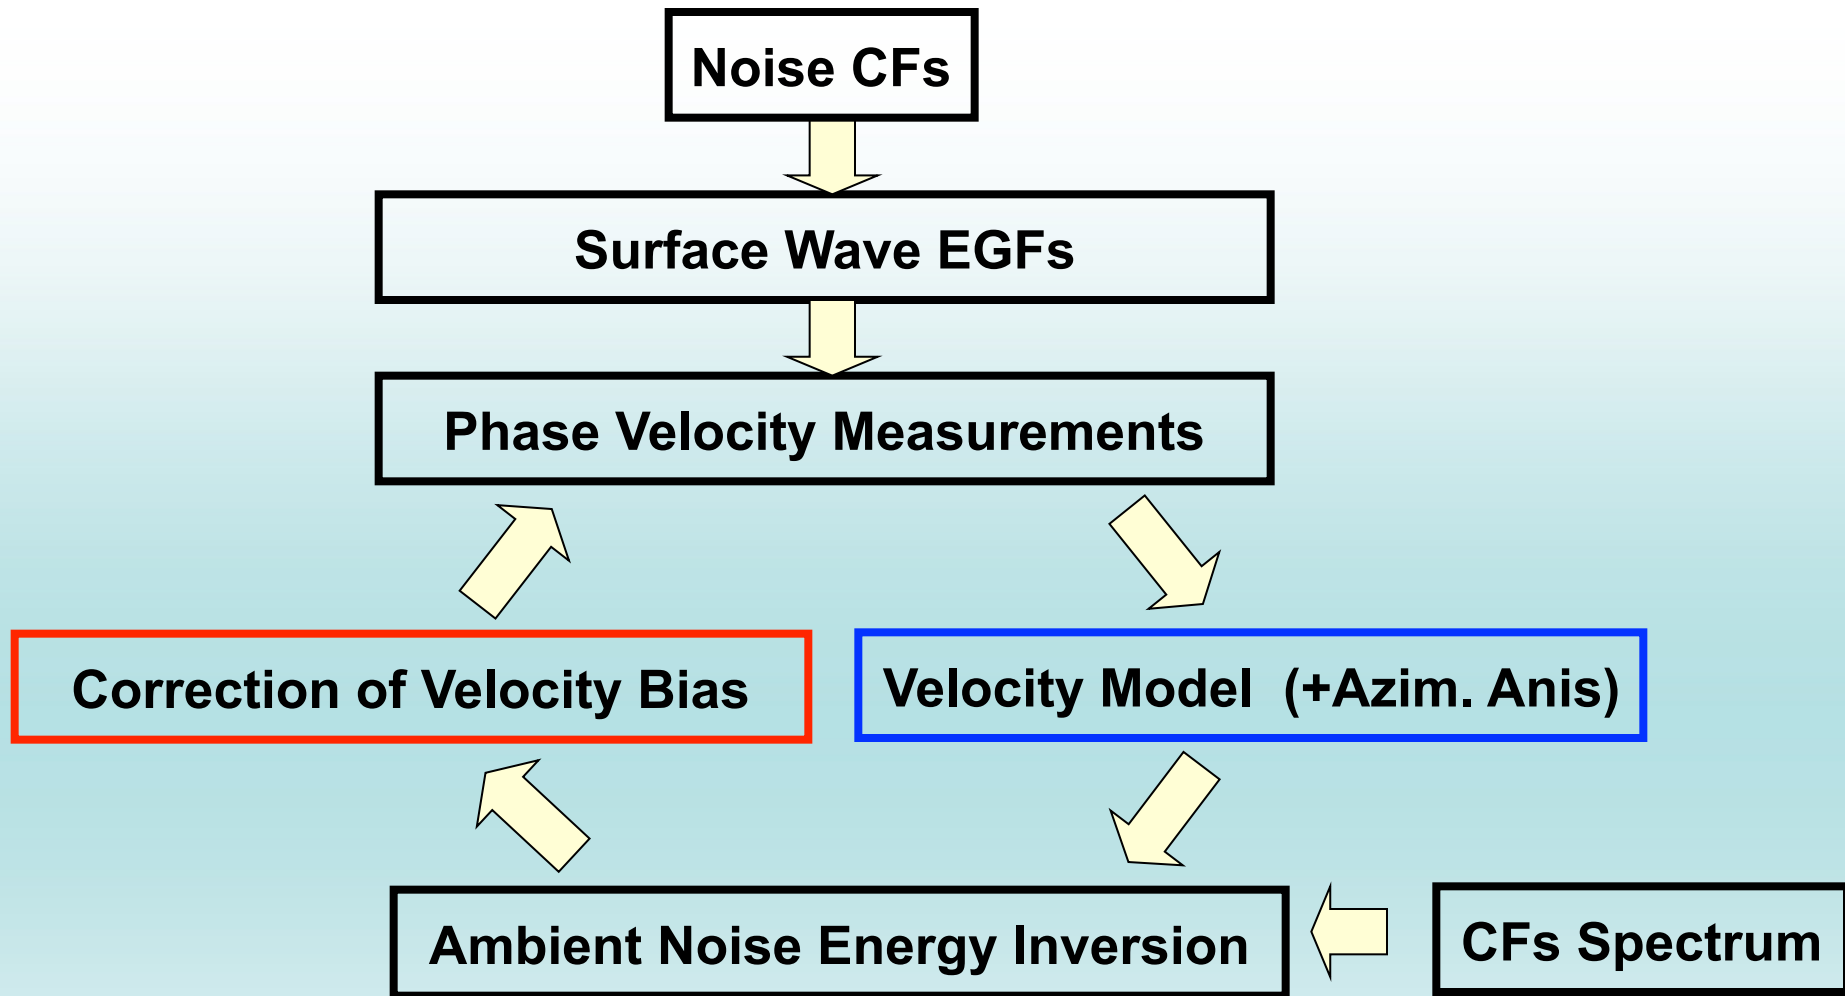 Noise CFs
Surface Wave EGFs
Phase Velocity Measurements
Correction of Velocity Bias
Velocity Model (+Azim. Anis)
Ambient Noise Energy Inversion
CFs Spectrum